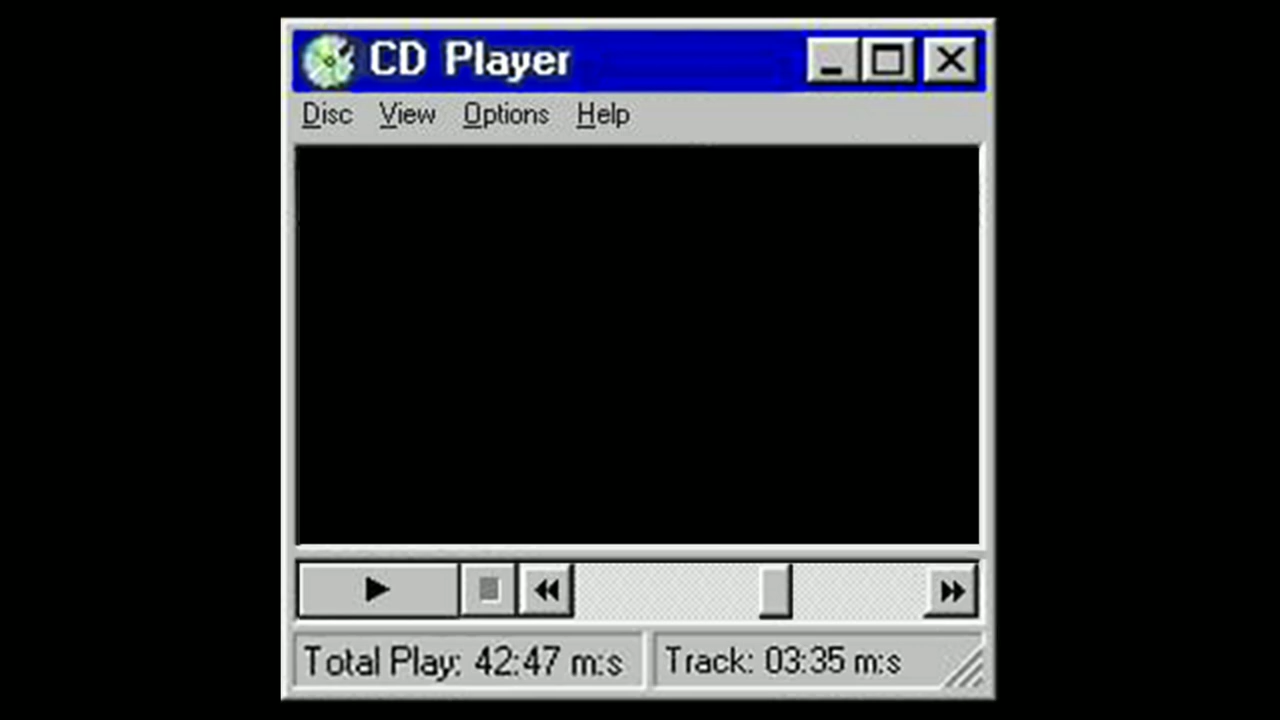 CD Player
Disc View Options Help
Total Play: 42:47 m:s Track: 03:35 m:s